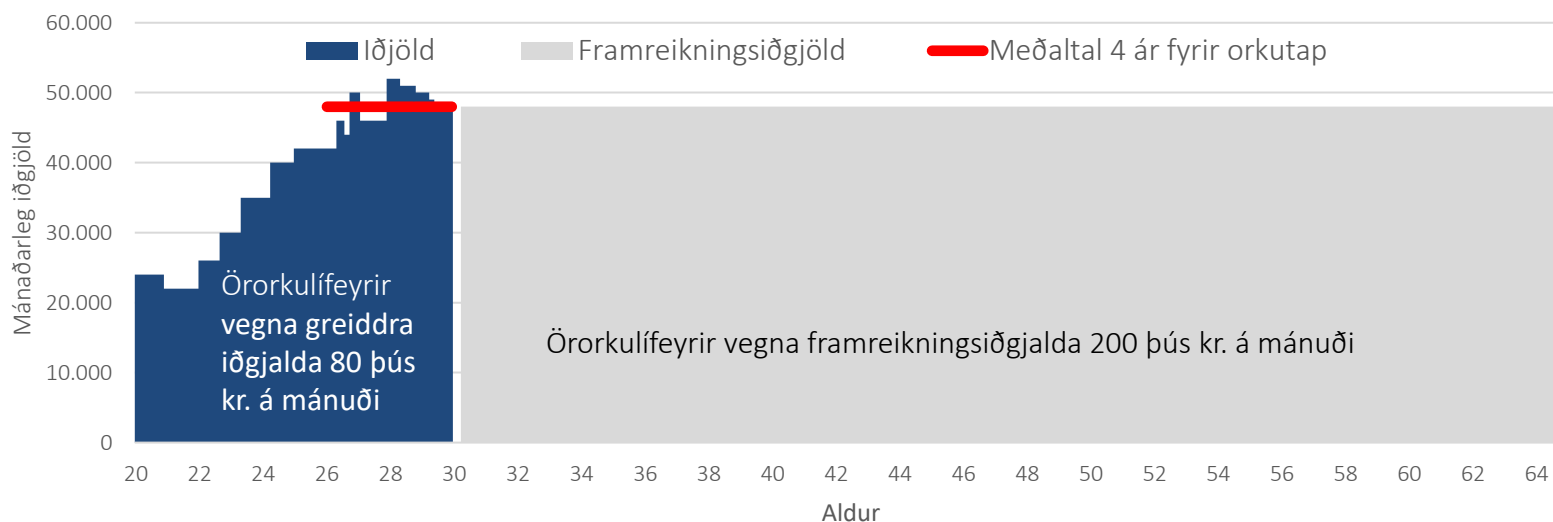 60.000
50.000
40.000
30.000
20.000
10.000
0
Mánaðarleg iðgjöld
Iðjöld
Framreikningsiðgjöld
Meðaltal 4 ár fyrir orkutap
Örorkulífeyrir
vegna greiddra
iðgjalda 80 þús
kr. á mánuði
Örorkulífeyrir vegna framreikningsiðgjalda 200 þús kr. á mánuði
20 22 24 26 28 30 32 34 36 38 40 42 44 46 48 50 52 54 56 58 60 62 64
Aldur